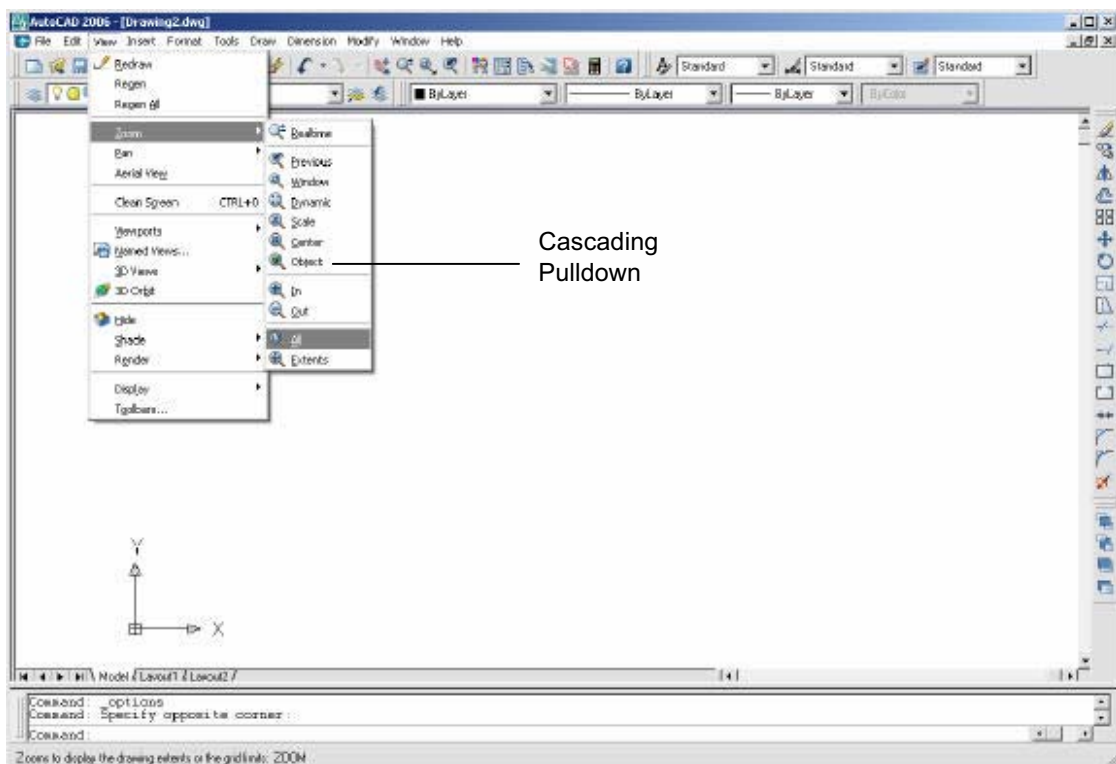 AutoCAD 2006 - [Drawing2.dwg]
File Edit View Insert Format Tools Draw Dimension Modify Window Help
Standard Standard Standard
ByLayer ByLayer ByLayer ByColor
Redraw
Regen
Regen All
Zoom
Pan
Aerial View
Clean Screen CTRL+0
Viewports
Named Views...
3D Views
3D Orbit
Hide
Shade
Render
Display
Toolbars...
Realtime
Previous
Window
Dynamic
Scale
Center
Object
In
Out
All
Extents
Cascading
Pulldown
Y
X
Model Layout1 Layout2
Command: _options
Command: Specify opposite corner:
Command:
Zooms to display the drawing extents or the grid limits: ZOOM